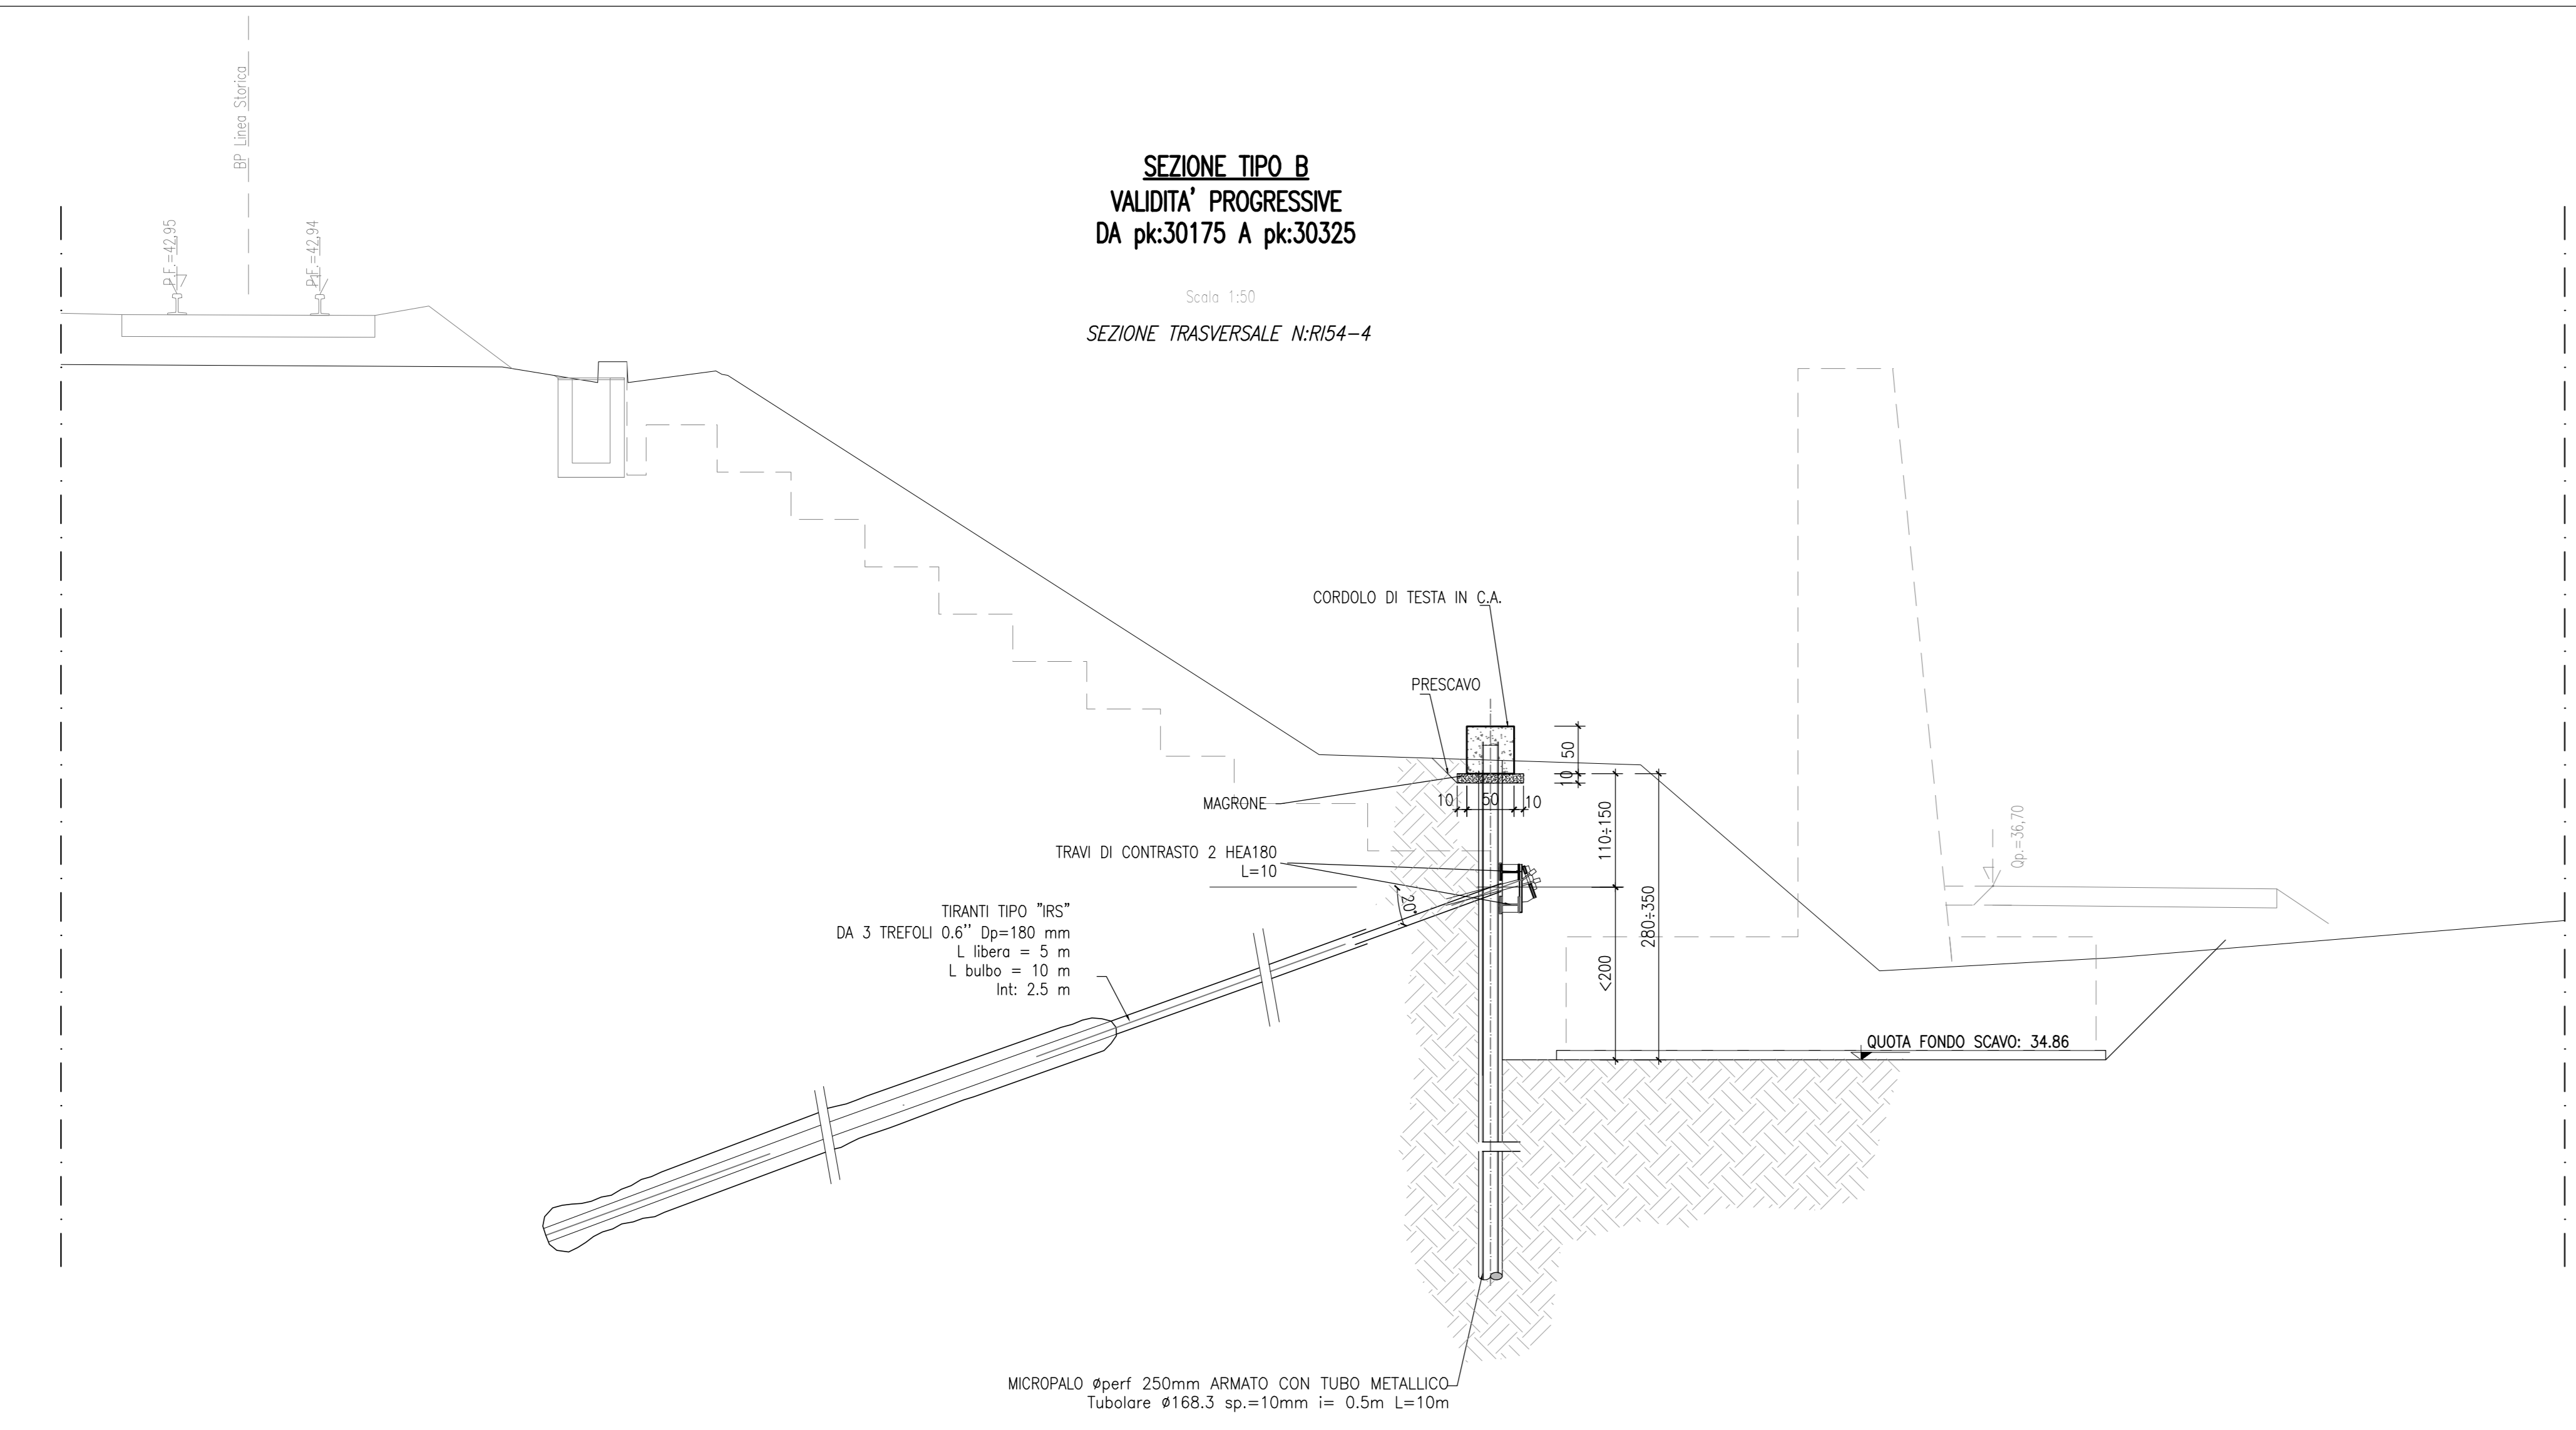 BP Linea Storica
P.F.=42,95
P.F.=42,94
SEZIONE TIPO B
VALIDITA' PROGRESSIVE
DA pk:30175 A pk:30325
Scala 1:50
SEZIONE TRASVERSALE N:RI54-4
CORDOLO DI TESTA IN C.A.
PRESCAVO
50
10
MAGRONE
10
50
10
110÷150
280÷350
<200
TRAVI DI CONTRASTO 2 HEA180
L=10
20°
TIRANTI TIPO "IRS"
DA 3 TREFOLI 0.6'' Dp=180 mm
L libera = 5 m
L bulbo = 10 m
Int: 2.5 m
Qp.=36,70
QUOTA FONDO SCAVO: 34.86
MICROPALO øperf 250mm ARMATO CON TUBO METALLICO
Tubolare ø168.3 sp.=10mm i= 0.5m L=10m